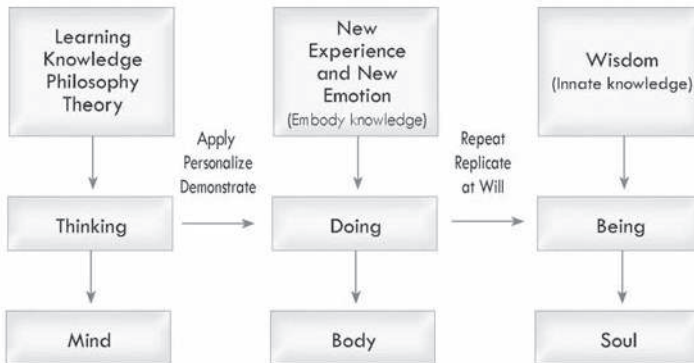 Learning
Knowledge
Philosophy
Theory
New
Experience
and New
Emotion
(Embody knowledge)
Wisdom
(Innate knowledge)
Apply
Personalize
Demonstrate
Repeat
Replicate
at Will
Thinking
Doing
Being
Mind
Body
Soul